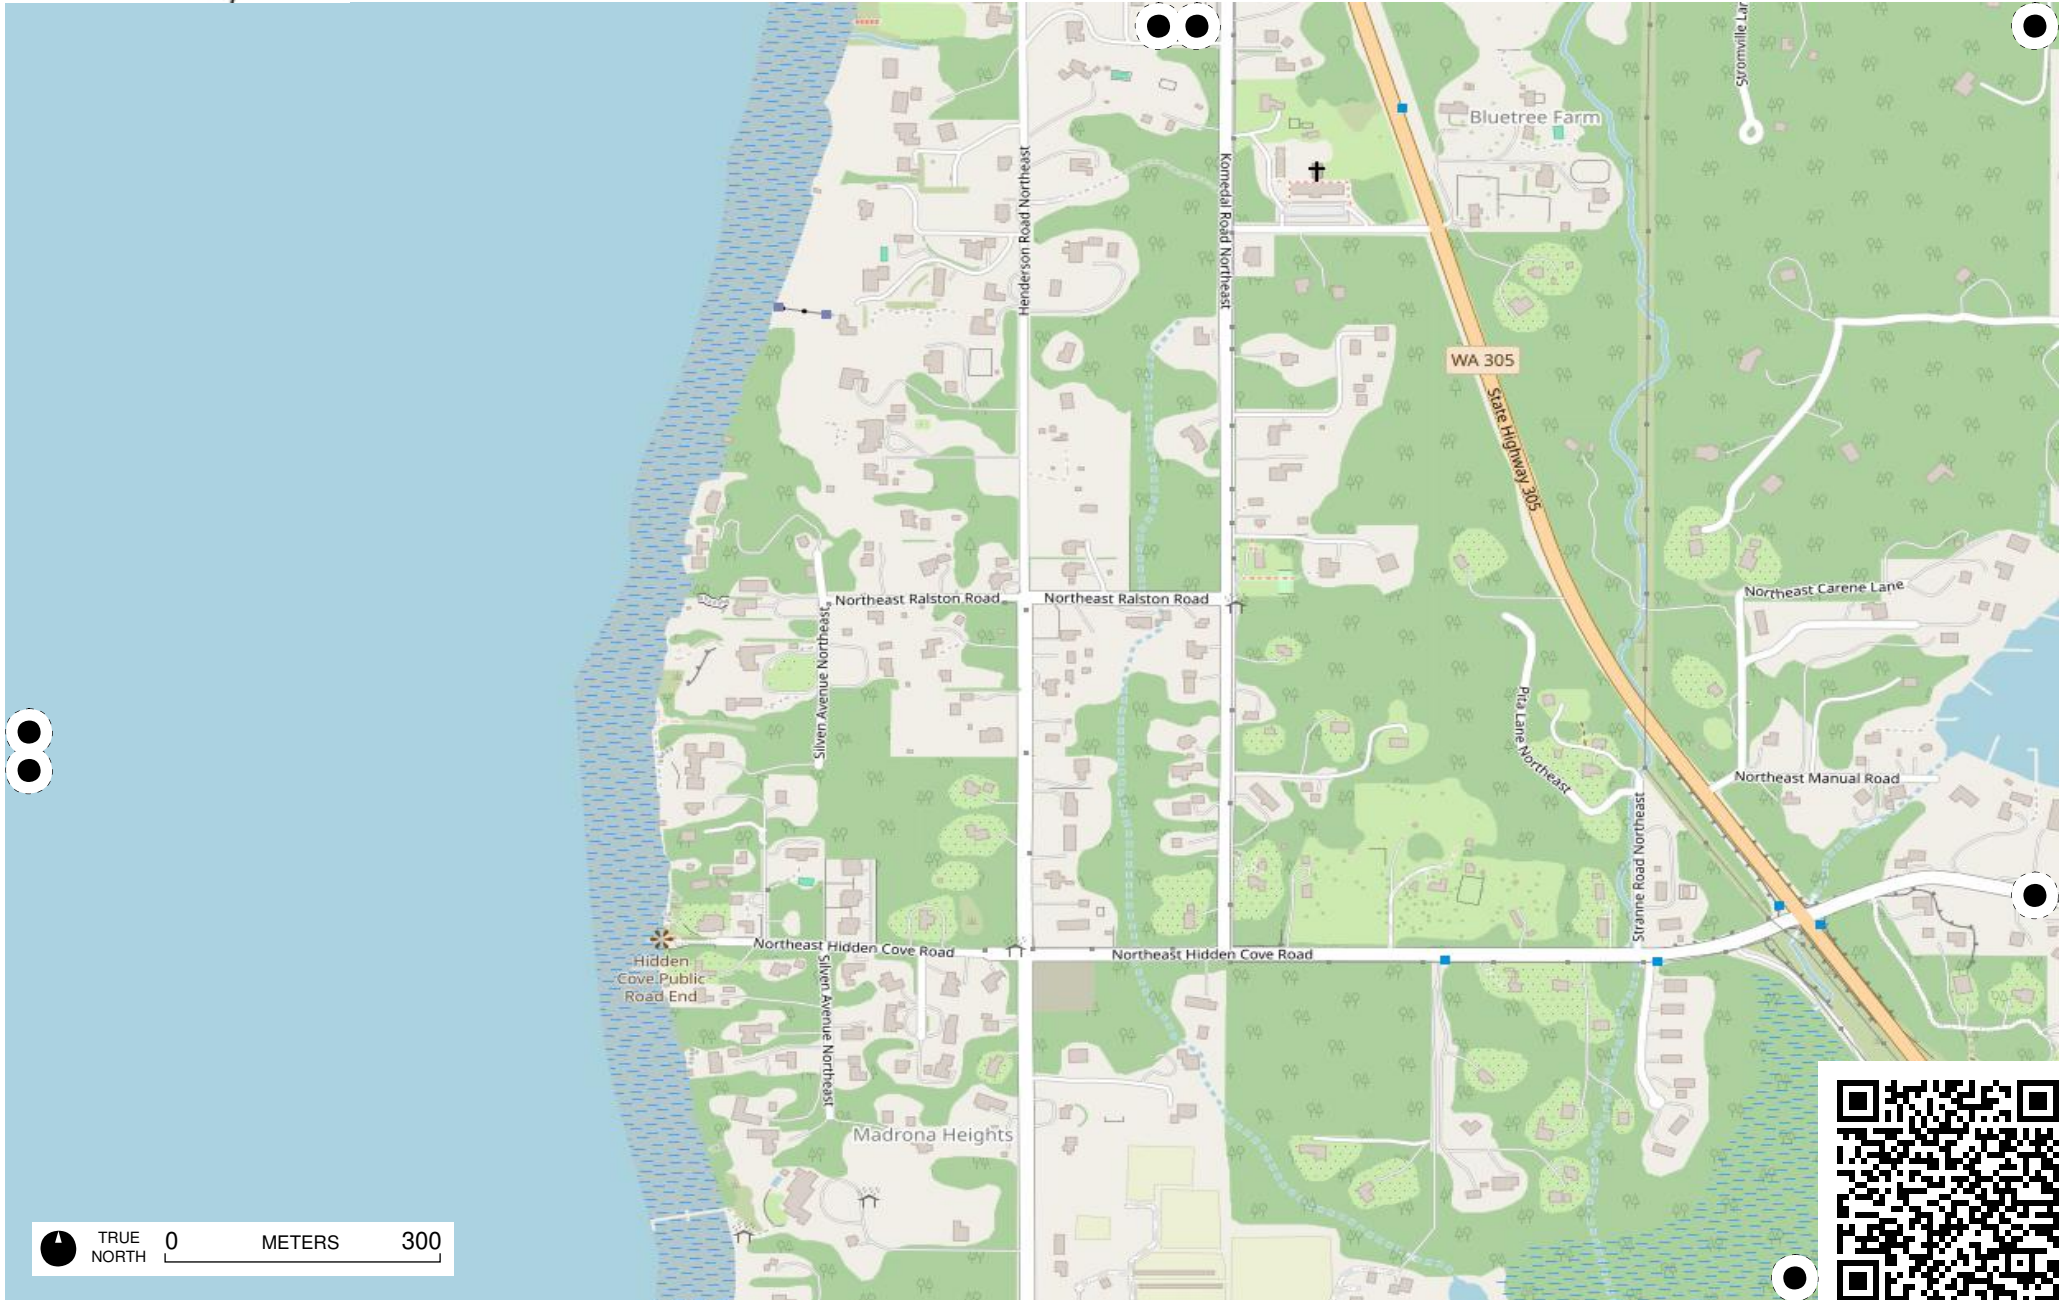 Stromville Lan
Bluetree Farm
Henderson Road Northeast
Komedal Road Northeast
WA 305
State Highway 305
Northeast Ralston Road
Northeast Ralston Road
Northeast Carene Lane
Silven Avenue Northeast
Pita Lane Northeast
Northeast Manual Road
Stranne Road Northeast
Northeast Hidden Cove Road
Northeast Hidden Cove Road
Hidden
Cove Public
Road End
Silven Avenue Northeast
Madrona Heights
TRUE
NORTH
0 METERS 300